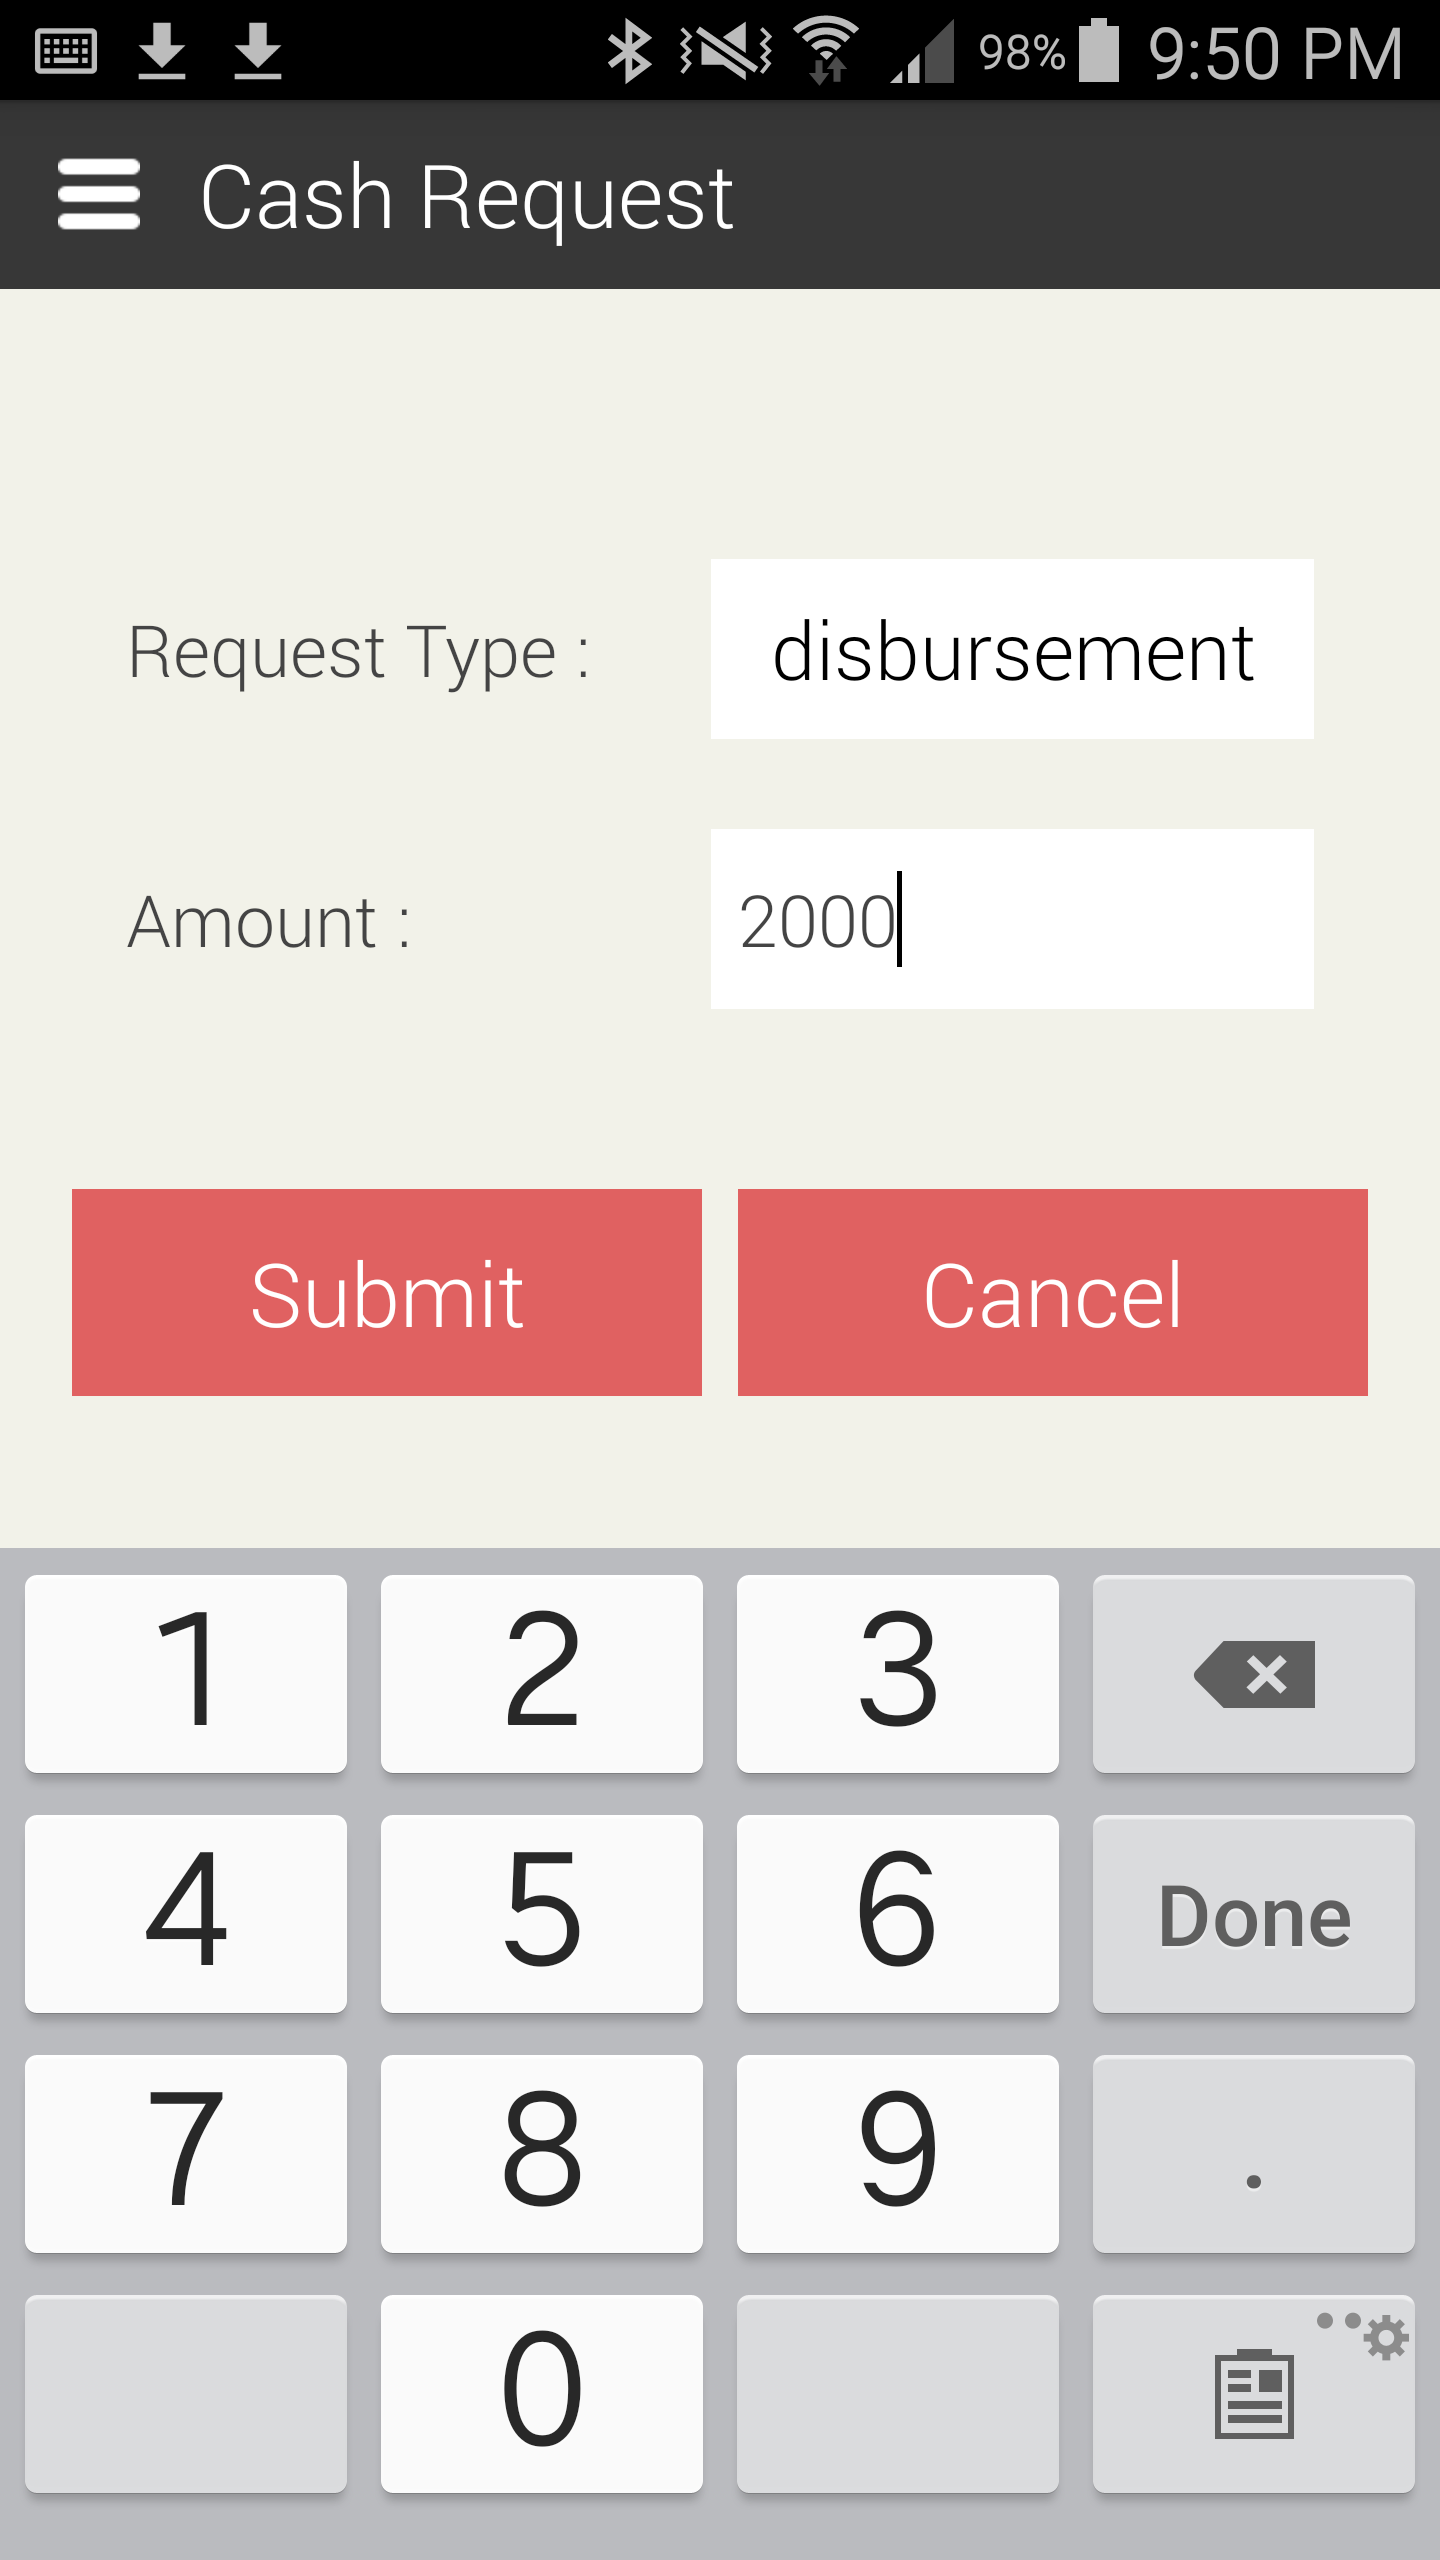 98% 9:50 PM
Cash Request
Request Type : disbursement
Amount : 2000
Submit Cancel
1 2 3
4 5 6 Done
7 8 9 .
0